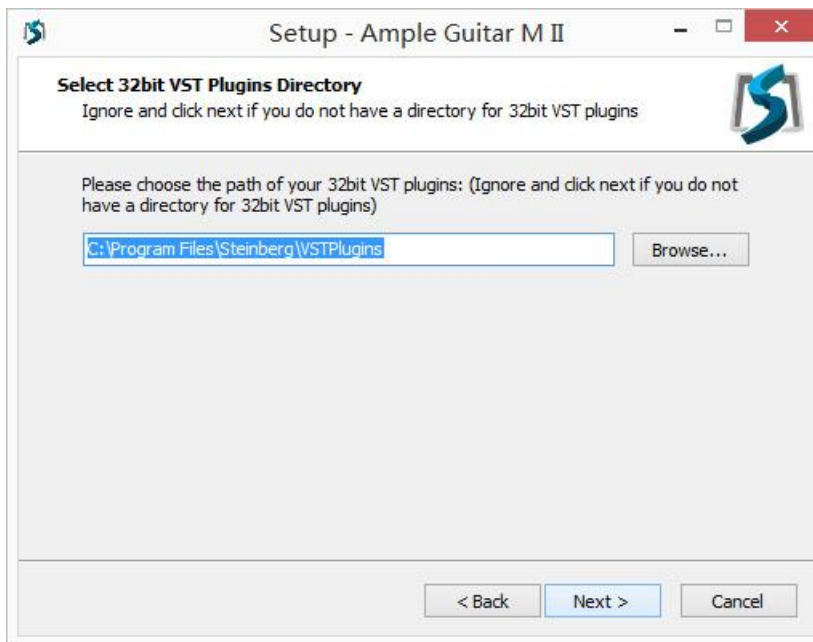 Setup - Ample Guitar M II
Select 32bit VST Plugins Directory
Ignore and click next if you do not have a directory for 32bit VST plugins
Please choose the path of your 32bit VST plugins: (Ignore and click next if you do not
have a directory for 32bit VST plugins)
C:\Program Files\Steinberg\VSTPlugins
Browse...
< Back
Next >
Cancel